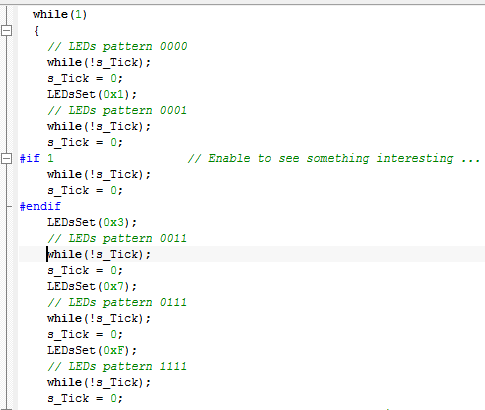 while(1)
{
// LEDs pattern 0000
while(!s_Tick);
s_Tick = 0;
LEDsSet(0x1);
// LEDs pattern 0001
while(!s_Tick);
s_Tick = 0;
#if 1 // Enable to see something interesting ...
while(!s_Tick);
s_Tick = 0;
#endif
LEDsSet(0x3);
// LEDs pattern 0011
while(!s_Tick);
s_Tick = 0;
LEDsSet(0x7);
// LEDs pattern 0111
while(!s_Tick);
s_Tick = 0;
LEDsSet(0xF);
// LEDs pattern 1111
while(!s_Tick);
s_Tick = 0;